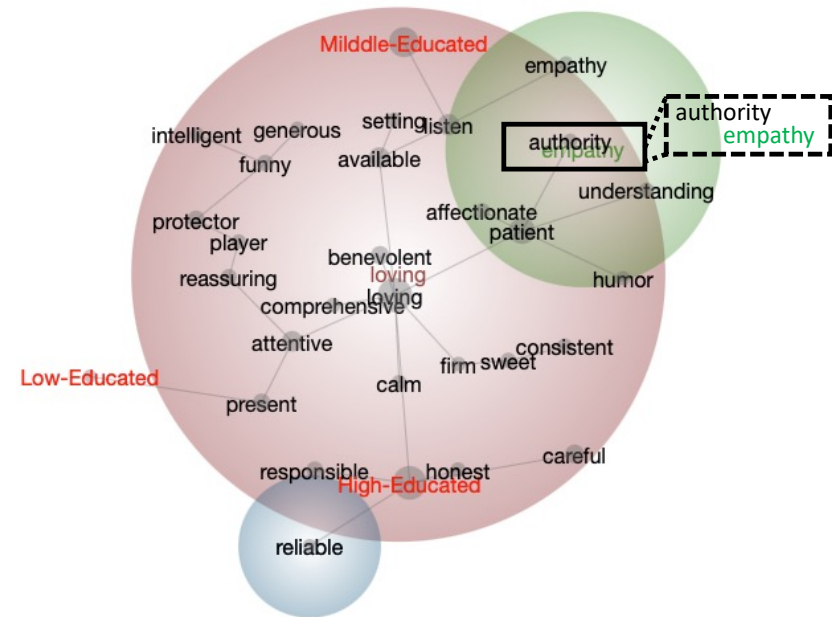 Milddle-Educated
empathy
authority
empathy
setting
listen
intelligent
generous
authority
empathy
funny
available
understanding
protector
affectionate
patient
player
benevolent
loving
reassuring
humor
loving
comprehensive
attentive
consistent
firm
sweet
Low-Educated
calm
present
careful
responsible
honest
High-Educated
reliable